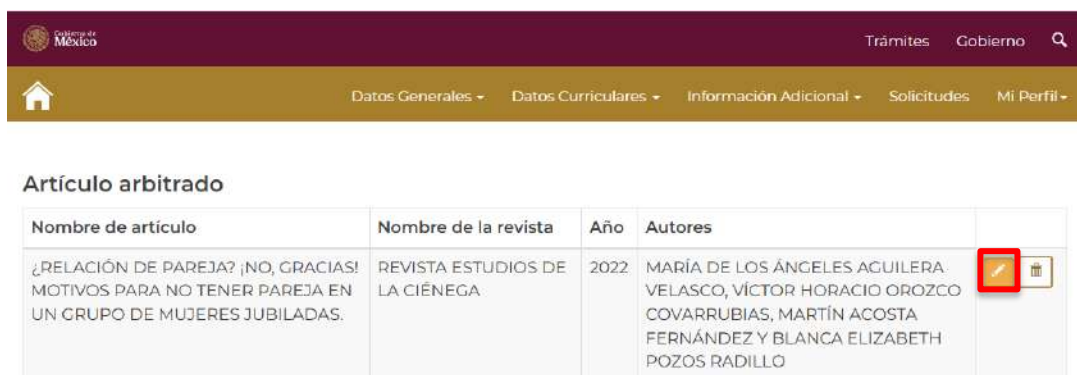 Gobierno de
México
Trámites Gobierno
Datos Generales Datos Curriculares Información Adicional Solicitudes Mi Perfil
Artículo arbitrado
Nombre de artículo Nombre de la revista Año Autores
¿RELACIÓN DE PAREJA? ¡NO, GRACIAS! REVISTA ESTUDIOS DE 2022 MARÍA DE LOS ÁNGELES AGUILERA
MOTIVOS PARA NO TENER PAREJA EN LA CIÉNEGA VELASCO, VÍCTOR HORACIO OROZCO
UN GRUPO DE MUJERES JUBILADAS. COVARRUBIAS, MARTÍN ACOSTA
FERNÁNDEZ Y BLANCA ELIZABETH
POZOS RADILLO